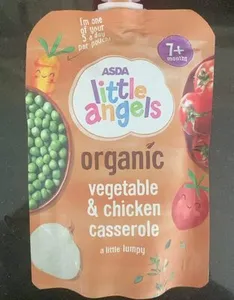 I'm one
of your
5 a day
per pouch!
7+
months
ASDA
little
angels
organic
vegetable
& chicken
casserole
a little lumpy